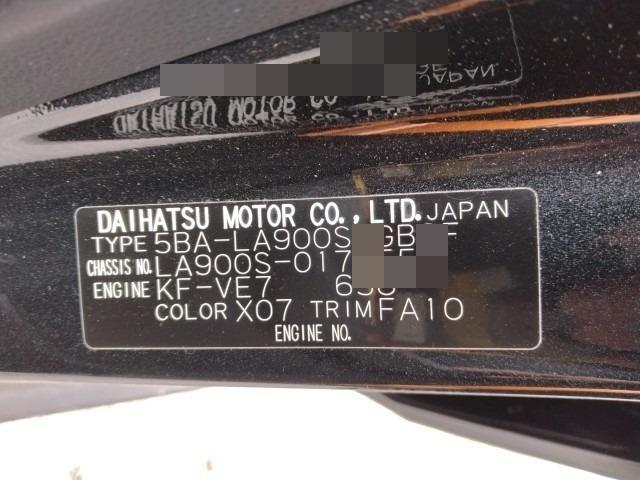 DAIHATSU MOTOR CO.,LTD. JAPAN
TYPE 5BA-LA900S
CHASSIS NO. LA900S-017
ENGINE KF-VE7
COLOR X07 TRIM FA10
ENGINE NO.